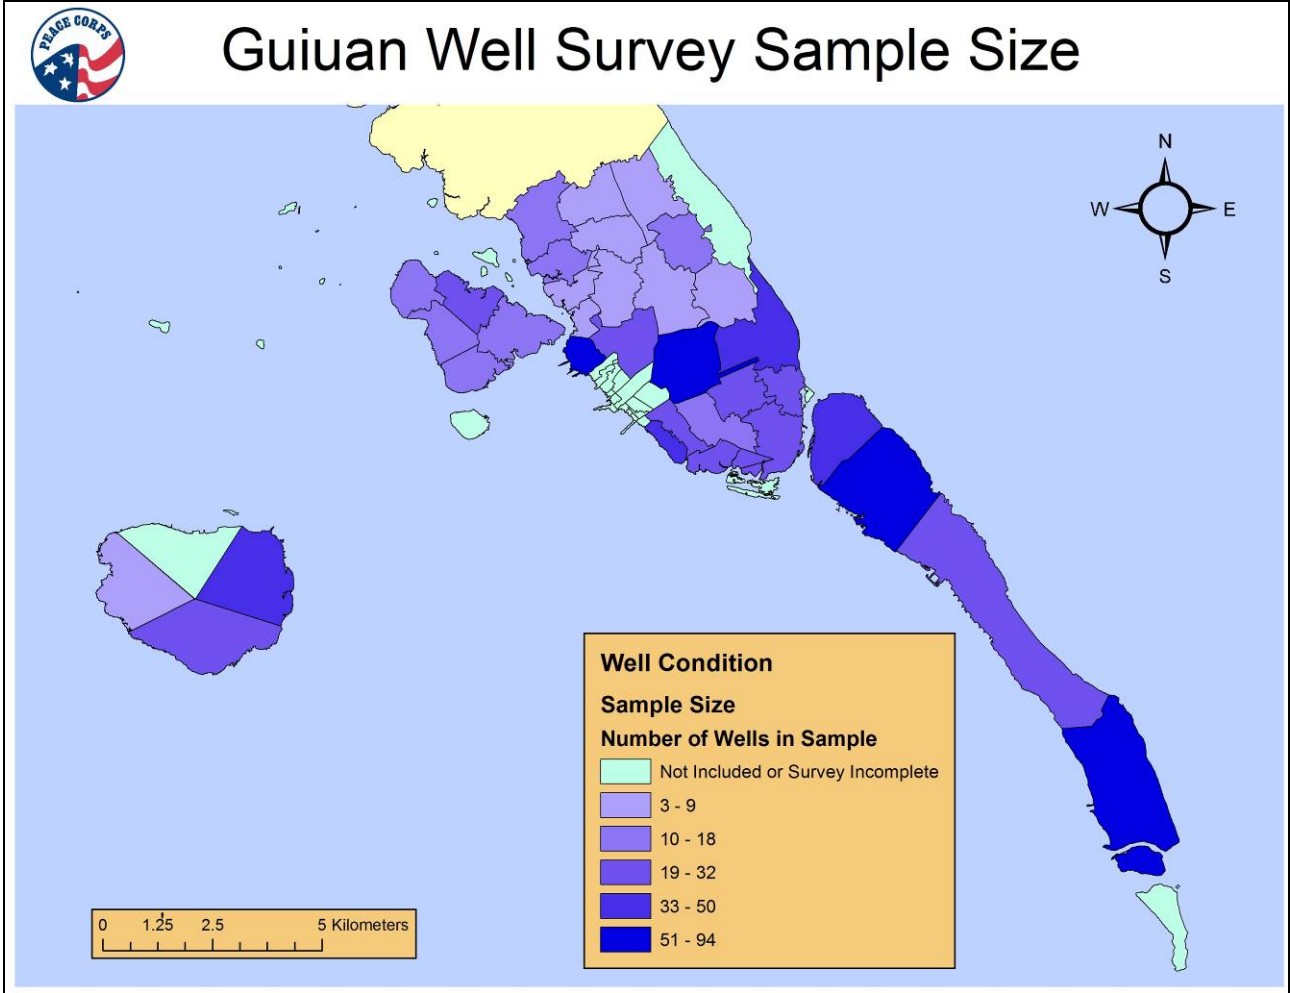 PEACE CORPS
Guiuan Well Survey Sample Size
N
W E
S
Well Condition
Sample Size
Number of Wells in Sample
Not Included or Survey Incomplete
3 - 9
10 - 18
19 - 32
33 - 50
51 - 94
0 1.25 2.5 5 Kilometers